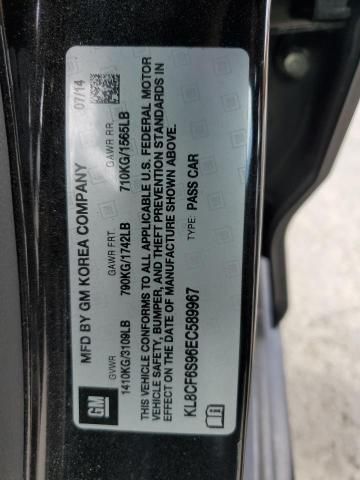 GM
MFD BY GM KOREA COMPANY 07/14
GVWR GAWR FRT. GAWR RR.
1410KG/3109LB 790KG/1742LB 710KG/1565LB
THIS VEHICLE CONFORMS TO ALL APPLICABLE U.S. FEDERAL MOTOR
VEHICLE SAFETY, BUMPER, AND THEFT PREVENTION STANDARDS IN
EFFECT ON THE DATE OF MANUFACTURE SHOWN ABOVE.
KL8CF6S96EC589967 TYPE: PASS CAR